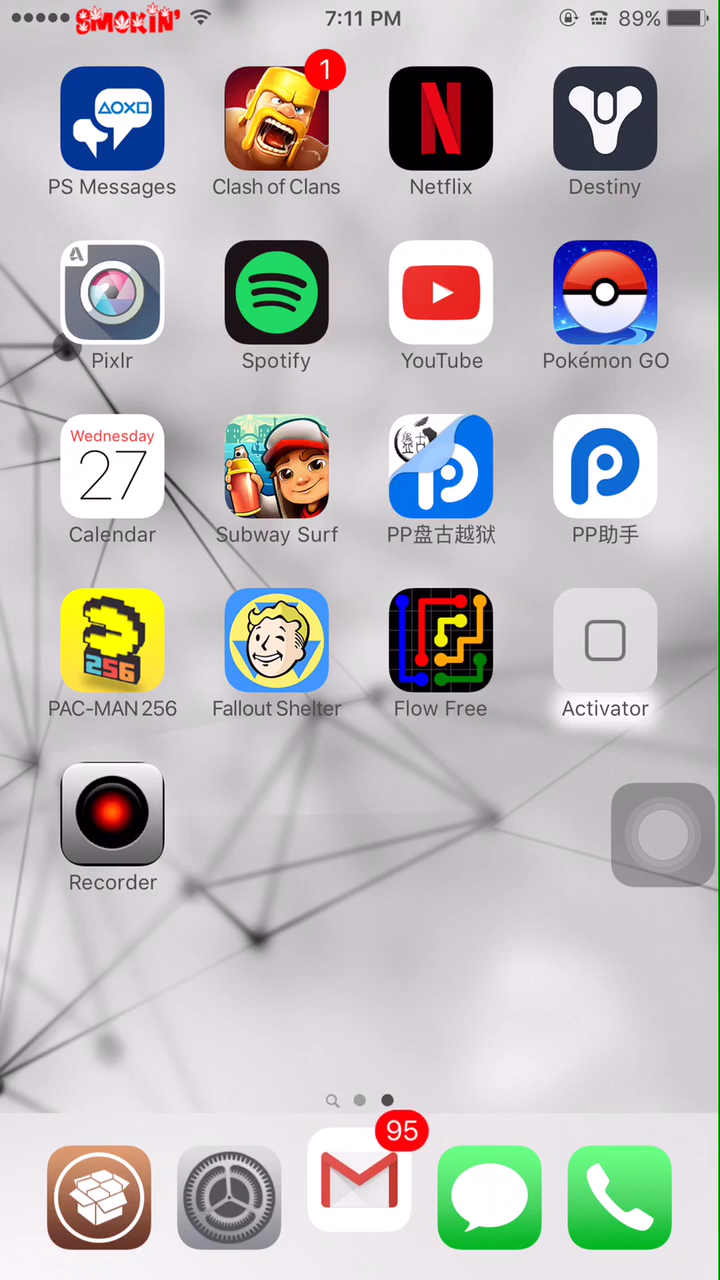 SMOKIN' 7:11 PM 89%
1
PS Messages Clash of Clans Netflix Destiny
Pixlr Spotify YouTube Pokémon GO
Wednesday
27
盘古
Calendar Subway Surf PP盘古越狱 PP助手
256
PAC-MAN 256 Fallout Shelter Flow Free Activator
Recorder
95